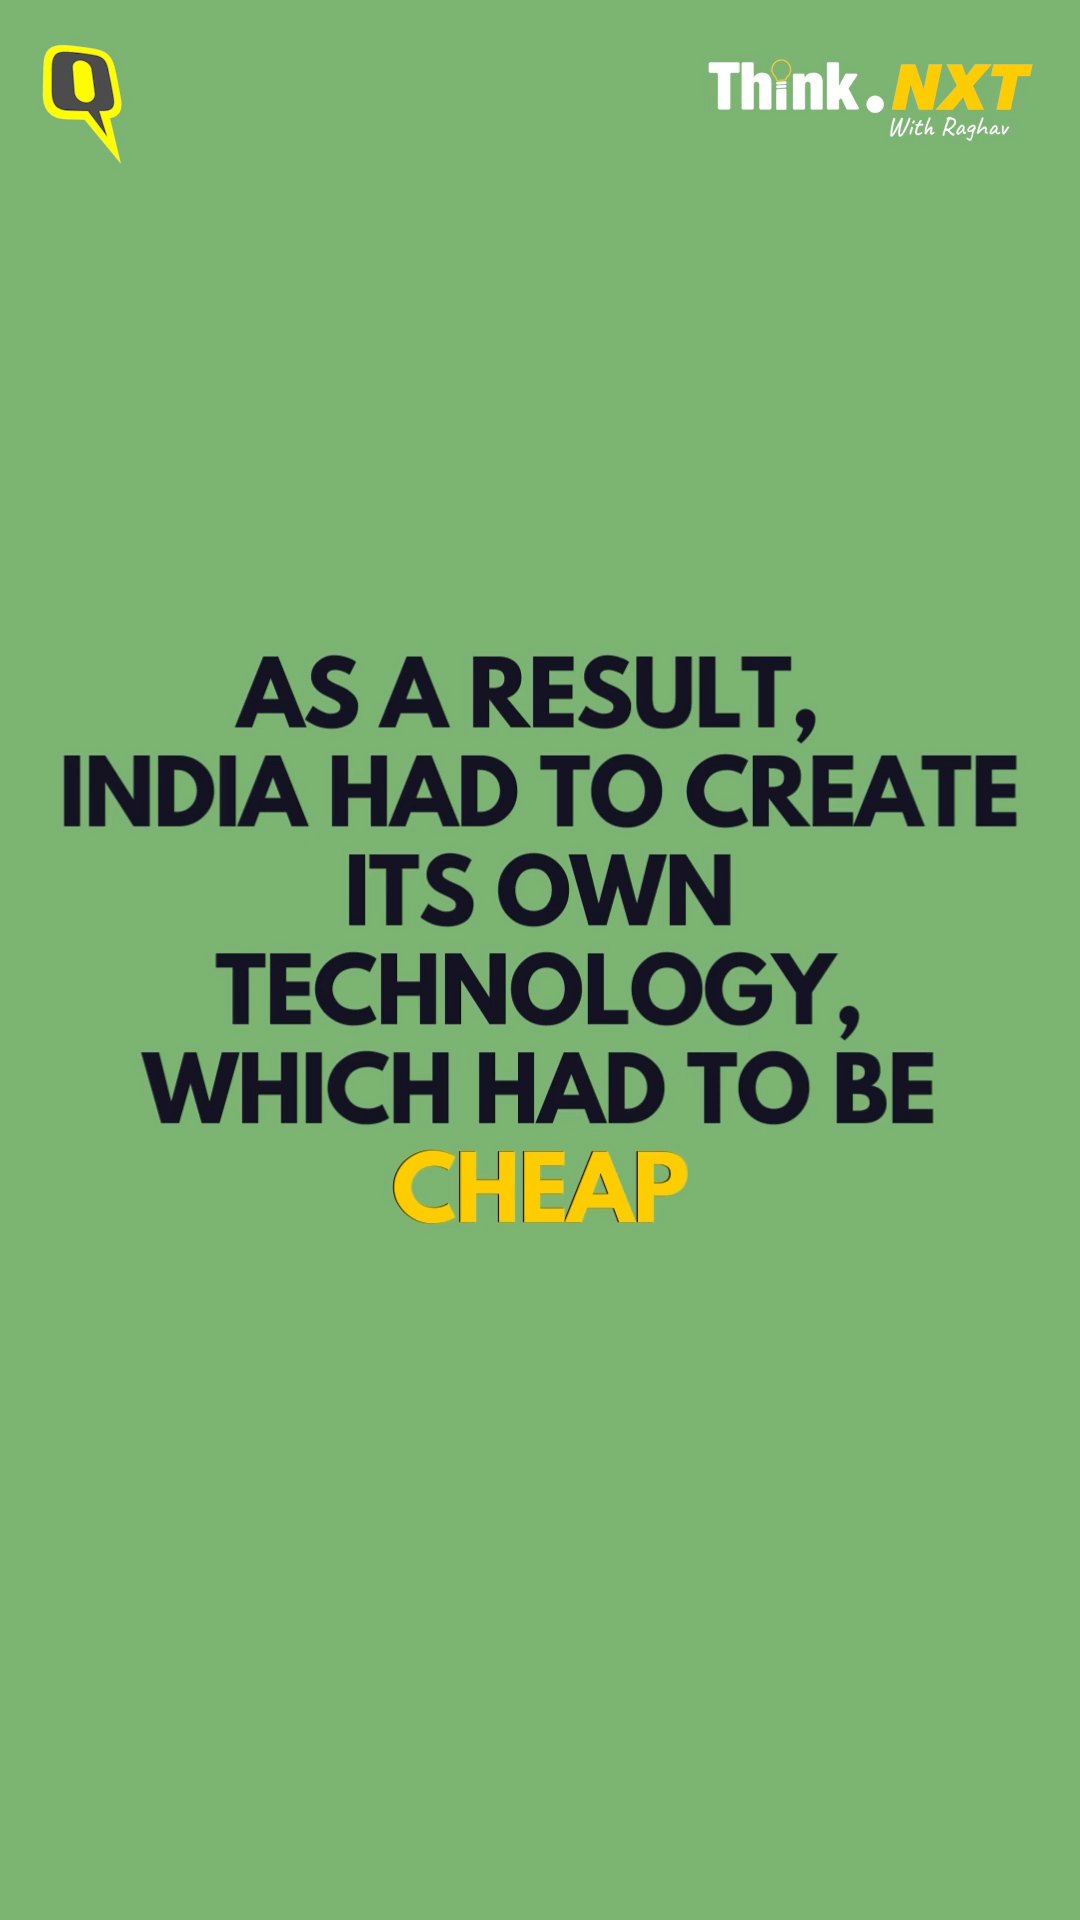 Q
Think.NXT
With Raghav
AS A RESULT,
INDIA HAD TO CREATE
ITS OWN
TECHNOLOGY,
WHICH HAD TO BE
CHEAP